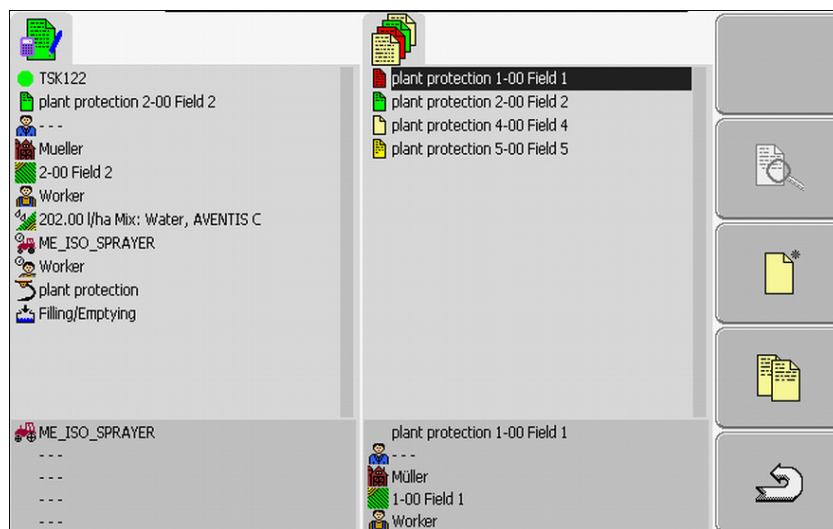 TSK122
plant protection 2-00 Field 2
---
Mueller
2-00 Field 2
Worker
202.00 l/ha Mix: Water, AVENTIS C
ME_ISO_SPRAYER
Worker
plant protection
Filling/Emptying
ME_ISO_SPRAYER
---
---
---
---
plant protection 1-00 Field 1
plant protection 2-00 Field 2
plant protection 4-00 Field 4
plant protection 5-00 Field 5
plant protection 1-00 Field 1
---
Müller
1-00 Field 1
Worker